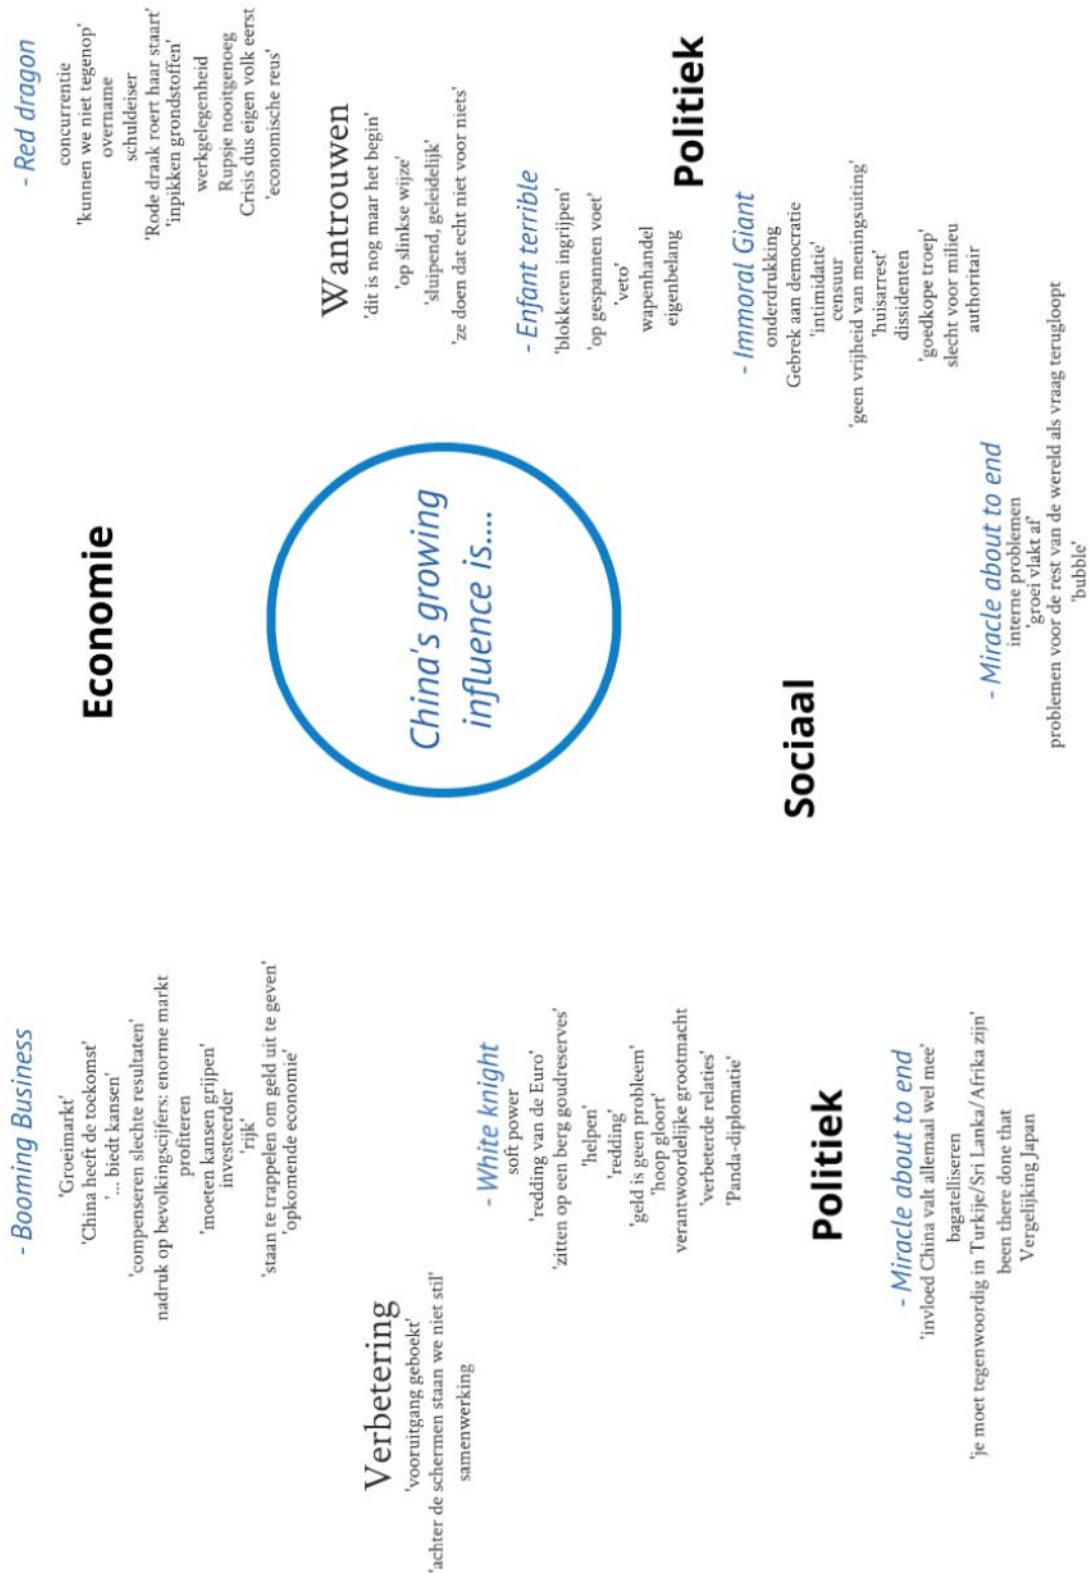 - Booming Business
'Groeimarkt'
'China heeft de toekomst'
'... biedt kansen'
'compenseren slechte resultaten'
nadruk op bevolkingscijfers: enorme markt
profiteren
'moeten kansen grijpen'
investeerder
'rijk'
'staan te trappelen om geld uit te geven'
'opkomende economie'
Economie
- Red dragon
concurrentie
'kunnen we niet tegenop'
overname
schuldeiser
'Rode draak roert haar staart'
'inpikken grondstoffen'
werkgelegenheid
Rupsje nooitgenoeg
Crisis dus eigen volk eerst
'economische reus'
Verbetering
'vooruitgang geboekt'
'achter de schermen staan we niet stil'
samenwerking
China's growing
influence is....
Wantrouwen
'dit is nog maar het begin'
'op slinkse wijze'
'sluipend, geleidelijk'
'ze doen dat echt niet voor niets'
-White knight
soft power
'redding van de Euro'
'zitten op een berg goudreserves'
'helpen'
'redding'
'geld is geen probleem'
'hoop gloort'
verantwoordelijke grootmacht
'verbeterde relaties'
'Panda-diplomatie'
- Enfant terrible
'blokkeren ingrijpen'
'op gespannen voet'
'veto'
wapenhandel
eigenbelang
Politiek
Politiek
Sociaal
- Immoral Giant
onderdrukking
Gebrek aan democratie
'intimidatie'
censuur
'geen vrijheid van meningsuiting'
'huisarrest'
dissidenten
'goedkope troep'
slecht voor milieu
authoritair
- Miracle about to end
'invloed China valt allemaal wel mee'
bagatelliseren
'je moet tegenwoordig in Turkije/Sri Lanka/Afrika zijn'
been there done that
Vergelijking Japan
- Miracle about to end
interne problemen
'groei vlakt af'
problemen voor de rest van de wereld als vraag terugloopt
'bubble'